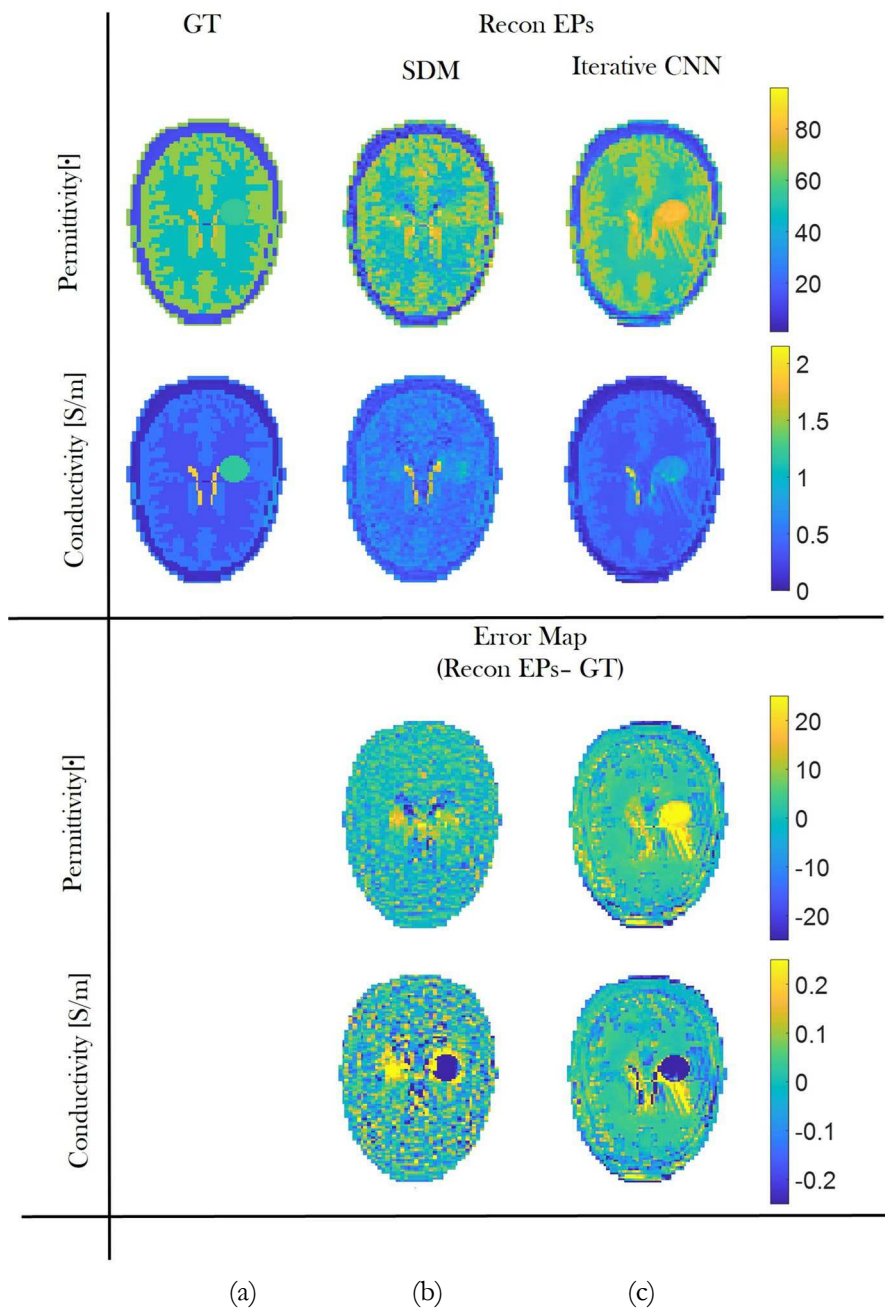 GT
Recon EPs
SDM
Iterative CNN
Permittivity[•]
80
60
40
20
Conductivity [S/m]
2
1.5
1
0.5
0
Error Map
(Recon EPs– GT)
Permittivity[•]
20
10
0
-10
-20
Conductivity [S/m]
0.2
0.1
0
-0.1
-0.2
(a)
(b)
(c)